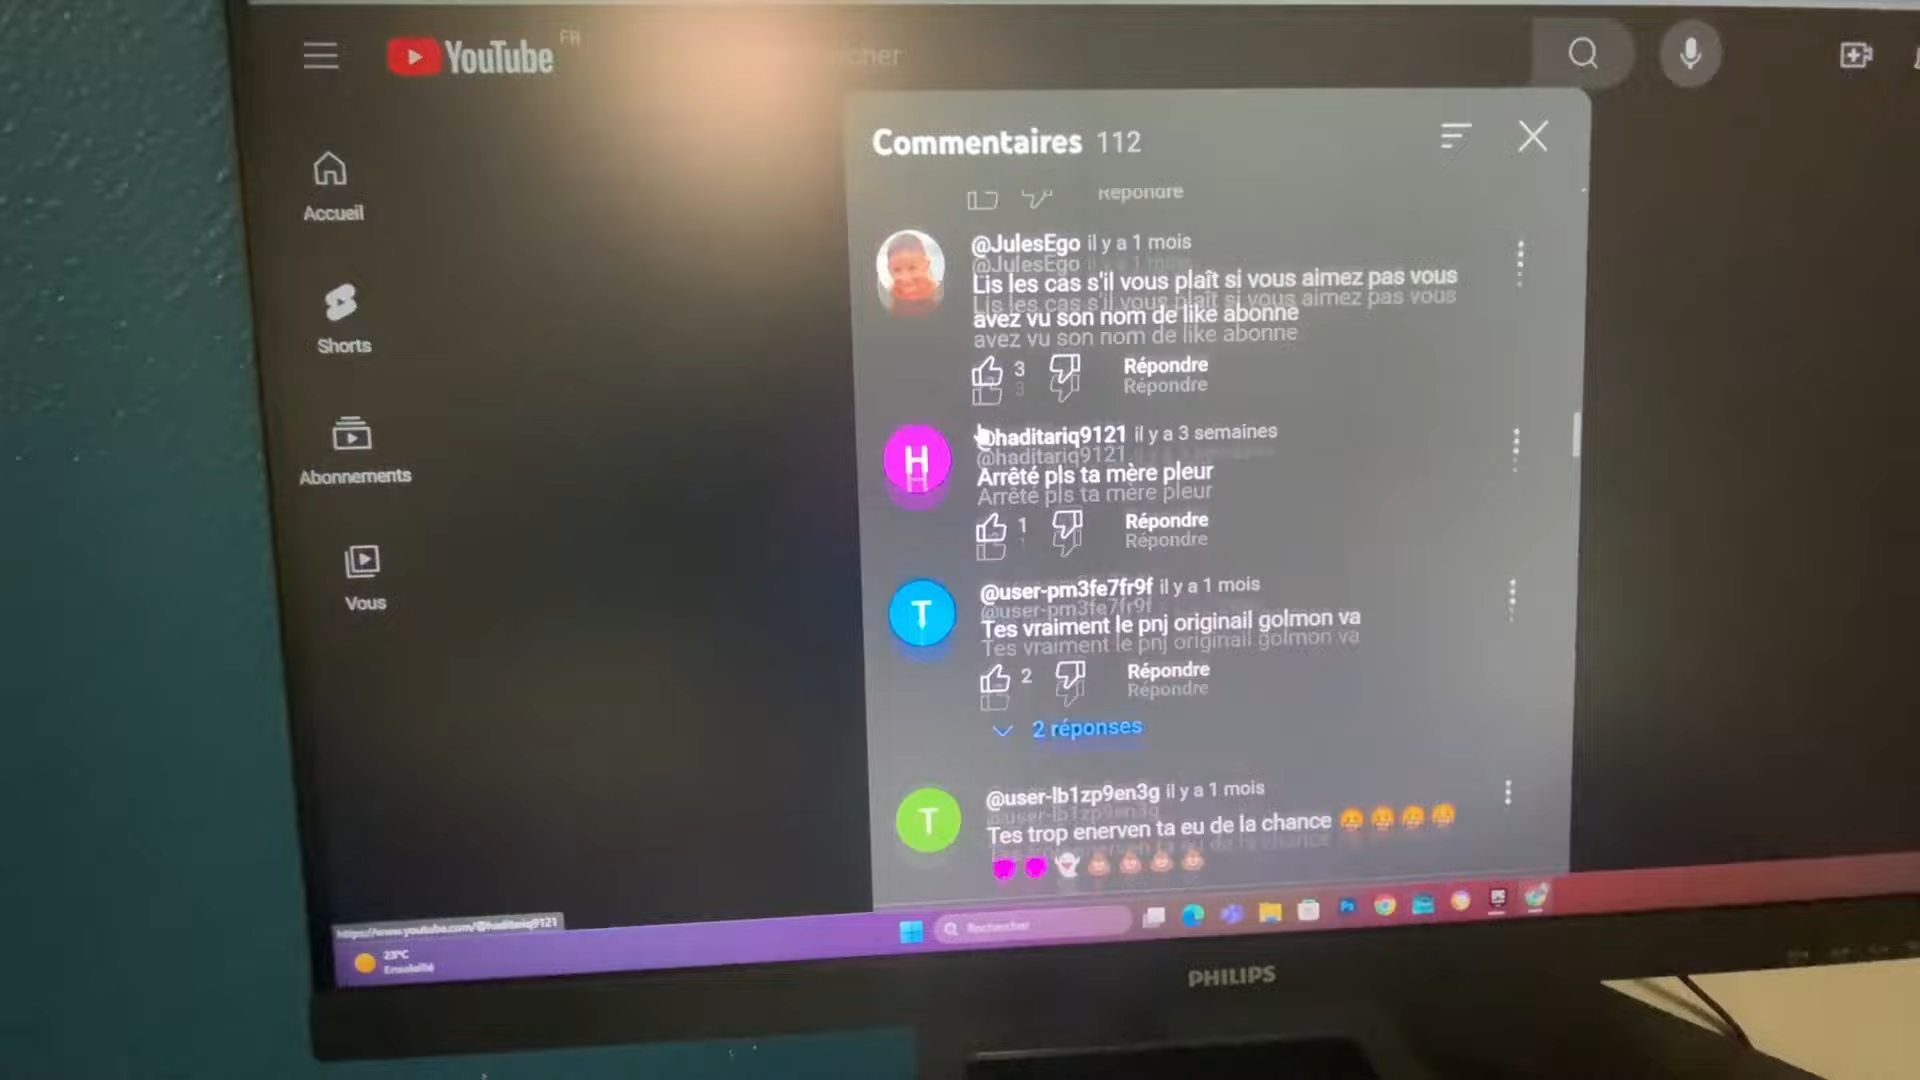 YouTube FR
cher
Accueil
Shorts
Abonnements
Vous
Commentaires 112
Répondre
@JulesEgo il y a 1 mois
Lis les cas s'il vous plaît si vous aimez pas vous
avez vu son nom de like abonne
3 Répondre
@haditariq9121 il y a 3 semaines
Arrêté pls ta mère pleur
1 Répondre
@user-pm3fe7fr9f il y a 1 mois
Tes vraiment le pnj originail golmon va
2 Répondre
2 réponses
@user-lb1zp9en3g il y a 1 mois
Tes trop enerven ta eu de la chance 
H
T
T
https://www.youtube.com/@haditariq9121
23°C
Ensoleillé
Rechercher
PHILIPS